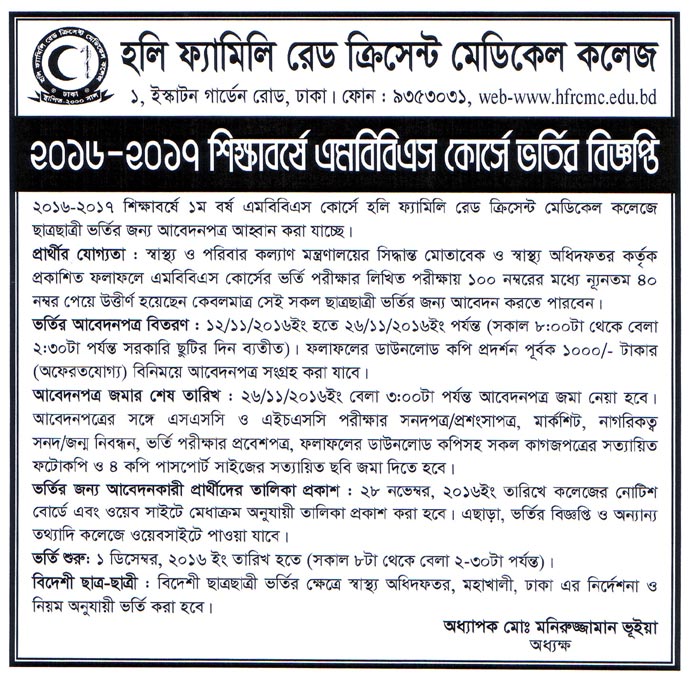 হলি ফ্যামিলি রেড ক্রিসেন্ট মেডিকেল কলেজ
১, ইস্কাটন গার্ডেন রোড, ঢাকা। ফোন : ৯৩৫৩০৩১, web-www.hfrcmc.edu.bd
হলি ফ্যামিলি রেড ক্রিসেন্ট মেডিকেল কলেজ
ঢাকা
স্থাপিত-২০০০ সাল
২০১৬-২০১৭ শিক্ষাবর্ষে এমবিবিএস কোর্সে ভর্তির বিজ্ঞপ্তি
২০১৬-২০১৭ শিক্ষাবর্ষে ১ম বর্ষ এমবিবিএস কোর্সে হলি ফ্যামিলি রেড ক্রিসেন্ট মেডিকেল কলেজে
ছাত্রছাত্রী ভর্তির জন্য আবেদনপত্র আহ্বান করা যাচ্ছে।
প্রার্থীর যোগ্যতা : স্বাস্থ্য ও পরিবার কল্যাণ মন্ত্রণালয়ের সিদ্ধান্ত মোতাবেক ও স্বাস্থ্য অধিদফতর কর্তৃক
প্রকাশিত ফলাফলে এমবিবিএস কোর্সের ভর্তি পরীক্ষার লিখিত পরীক্ষায় ১০০ নম্বরের মধ্যে ন্যূনতম ৪০
নম্বর পেয়ে উত্তীর্ণ হয়েছেন কেবলমাত্র সেই সকল ছাত্রছাত্রী ভর্তির জন্য আবেদন করতে পারবেন।
ভর্তির আবেদনপত্র বিতরণ : ১২/১১/২০১৬ইং হতে ২৬/১১/২০১৬ইং পর্যন্ত (সকাল ৮:০০টা থেকে বেলা
২:৩০টা পর্যন্ত সরকারি ছুটির দিন ব্যতীত)। ফলাফলের ডাউনলোড কপি প্রদর্শন পূর্বক ১০০০/- টাকার
(অফেরতযোগ্য) বিনিময়ে আবেদনপত্র সংগ্রহ করা যাবে।
আবেদনপত্র জমার শেষ তারিখ : ২৬/১১/২০১৬ইং বেলা ৩:০০টা পর্যন্ত আবেদনপত্র জমা নেয়া হবে।
আবেদনপত্রের সঙ্গে এসএসসি ও এইচএসসি পরীক্ষার সনদপত্র/প্রশংসাপত্র, মার্কশিট, নাগরিকত্ব
সনদ/জন্ম নিবন্ধন, ভর্তি পরীক্ষার প্রবেশপত্র, ফলাফলের ডাউনলোড কপিসহ সকল কাগজপত্রের সত্যায়িত
ফটোকপি ও ৪ কপি পাসপোর্ট সাইজের সত্যায়িত ছবি জমা দিতে হবে।
ভর্তির জন্য আবেদনকারী প্রার্থীদের তালিকা প্রকাশ : ২৮ নভেম্বর, ২০১৬ইং তারিখে কলেজের নোটিশ
বোর্ডে এবং ওয়েব সাইটে মেধাক্রম অনুযায়ী তালিকা প্রকাশ করা হবে। এছাড়া, ভর্তির বিজ্ঞপ্তি ও অন্যান্য
তথ্যাদি কলেজে ওয়েবসাইটে পাওয়া যাবে।
ভর্তি শুরু: ১ ডিসেম্বর, ২০১৬ ইং তারিখ হতে (সকাল ৮টা থেকে বেলা ২-৩০টা পর্যন্ত)।
বিদেশী ছাত্র-ছাত্রী : বিদেশী ছাত্রছাত্রী ভর্তির ক্ষেত্রে স্বাস্থ্য অধিদফতর, মহাখালী, ঢাকা এর নির্দেশনা ও
নিয়ম অনুযায়ী ভর্তি করা হবে।
অধ্যাপক মোঃ মনিরুজ্জামান ভূইয়া
অধ্যক্ষ